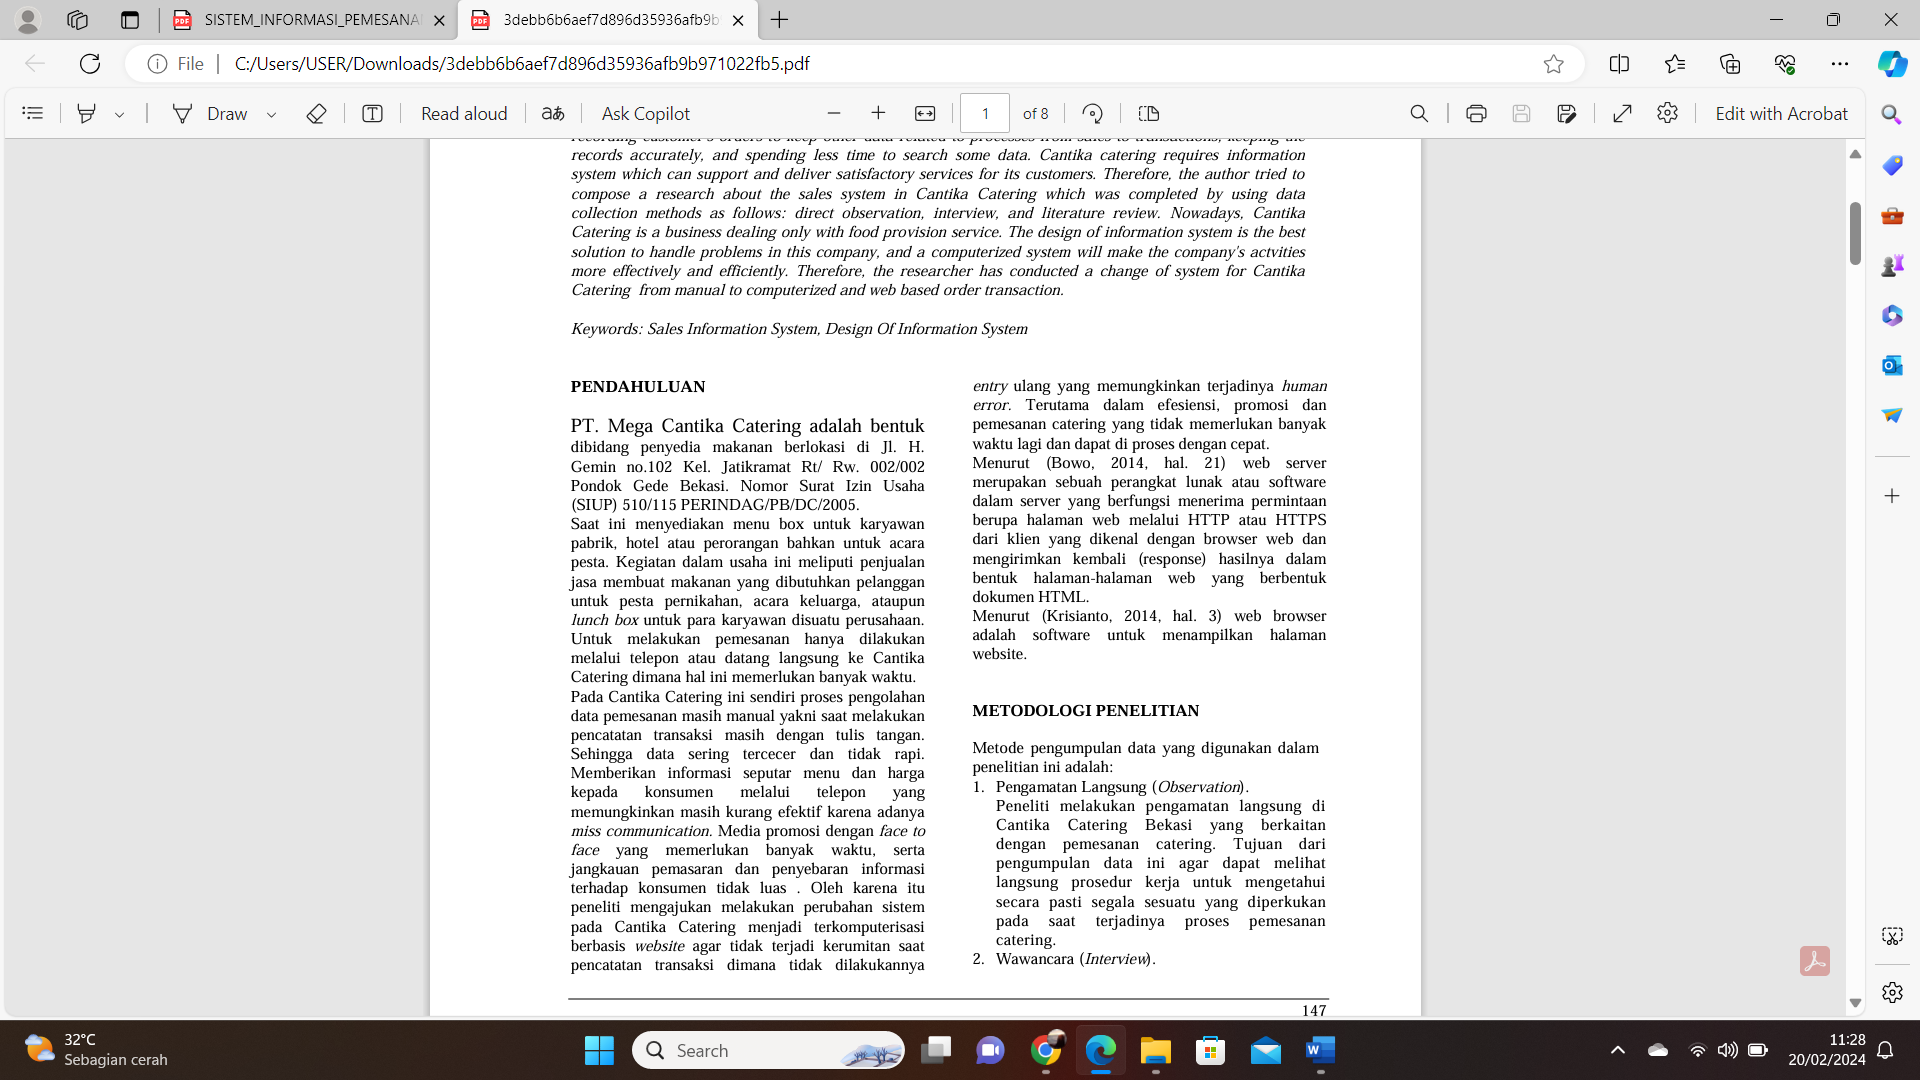 SISTEM_INFORMASI_PEMESANA
3debb6b6aef7d896d35936afb9b
File
C:/Users/USER/Downloads/3debb6b6aef7d896d35936afb9b971022fb5.pdf
Draw
Read aloud
aあ
Ask Copilot
1
of 8
Edit with Acrobat
recording customer's orders to keep other data related to processes from sales to transactions, keeping the
records accurately, and spending less time to search some data. Cantika catering requires information
system which can support and deliver satisfactory services for its customers. Therefore, the author tried to
compose a research about the sales system in Cantika Catering which was completed by using data
collection methods as follows: direct observation, interview, and literature review. Nowadays, Cantika
Catering is a business dealing only with food provision service. The design of information system is the best
solution to handle problems in this company, and a computerized system will make the company's actvities
more effectively and efficiently. Therefore, the researcher has conducted a change of system for Cantika
Catering from manual to computerized and web based order transaction.
Keywords: Sales Information System, Design Of Information System
PENDAHULUAN
PT. Mega Cantika Catering adalah bentuk
dibidang penyedia makanan berlokasi di Jl. H.
Gemin no.102 Kel. Jatikramat Rt/ Rw. 002/002
Pondok Gede Bekasi. Nomor Surat Izin Usaha
(SIUP) 510/115 PERINDAG/PB/DC/2005.
Saat ini menyediakan menu box untuk karyawan
pabrik, hotel atau perorangan bahkan untuk acara
pesta. Kegiatan dalam usaha ini meliputi penjualan
jasa membuat makanan yang dibutuhkan pelanggan
untuk pesta pernikahan, acara keluarga, ataupun
lunch box untuk para karyawan disuatu perusahaan.
Untuk melakukan pemesanan hanya dilakukan
melalui telepon atau datang langsung ke Cantika
Catering dimana hal ini memerlukan banyak waktu.
Pada Cantika Catering ini sendiri proses pengolahan
data pemesanan masih manual yakni saat melakukan
pencatatan transaksi masih dengan tulis tangan.
Sehingga data sering tercecer dan tidak rapi.
Memberikan informasi seputar menu dan harga
kepada konsumen melalui telepon yang
memungkinkan masih kurang efektif karena adanya
miss communication. Media promosi dengan face to
face yang memerlukan banyak waktu, serta
jangkauan pemasaran dan penyebaran informasi
terhadap konsumen tidak luas . Oleh karena itu
peneliti mengajukan melakukan perubahan sistem
pada Cantika Catering menjadi terkomputerisasi
berbasis website agar tidak terjadi kerumitan saat
pencatatan transaksi dimana tidak dilakukannya
entry ulang yang memungkinkan terjadinya human
error. Terutama dalam efesiensi, promosi dan
pemesanan catering yang tidak memerlukan banyak
waktu lagi dan dapat di proses dengan cepat.
Menurut (Bowo, 2014, hal. 21) web server
merupakan sebuah perangkat lunak atau software
dalam server yang berfungsi menerima permintaan
berupa halaman web melalui HTTP atau HTTPS
dari klien yang dikenal dengan browser web dan
mengirimkan kembali (response) hasilnya dalam
bentuk halaman-halaman web yang berbentuk
dokumen HTML.
Menurut (Krisianto, 2014, hal. 3) web browser
adalah software untuk menampilkan halaman
website.
METODOLOGI PENELITIAN
Metode pengumpulan data yang digunakan dalam
penelitian ini adalah:
1. Pengamatan Langsung (Observation).
Peneliti melakukan pengamatan langsung di
Cantika Catering Bekasi yang berkaitan
dengan pemesanan catering. Tujuan dari
pengumpulan data ini agar dapat melihat
langsung prosedur kerja untuk mengetahui
secara pasti segala sesuatu yang diperkukan
pada saat terjadinya proses pemesanan
catering.
2. Wawancara (Interview).
147
32°C
Sebagian cerah
Search
11:28
20/02/2024